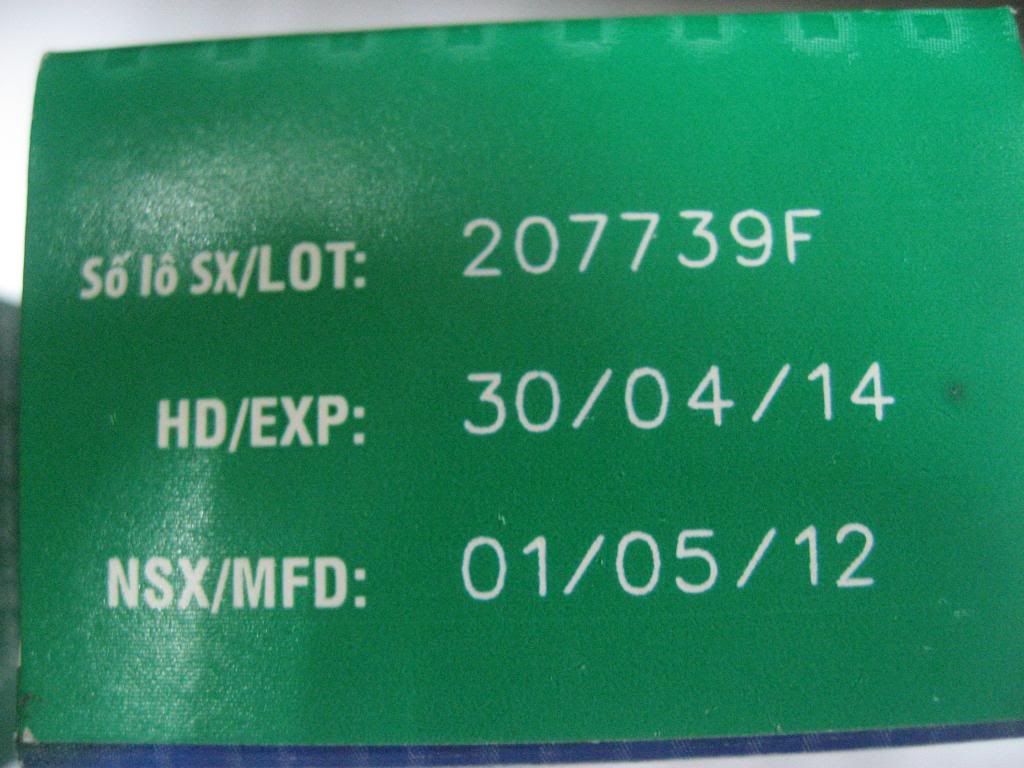 Số lô SX/LOT: 207739F
HD/EXP: 30/04/14
NSX/MFD: 01/05/12